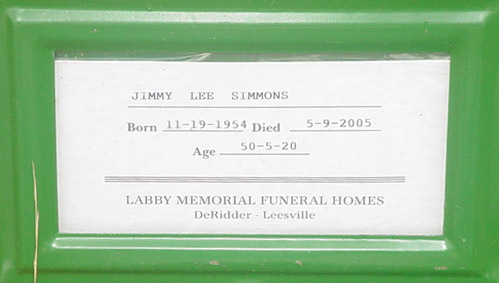 JIMMY LEE SIMMONS
Born 11-19-1954 Died 5-9-2005
Age 50-5-20
LABBY MEMORIAL FUNERAL HOMES
DeRidder - Leesville